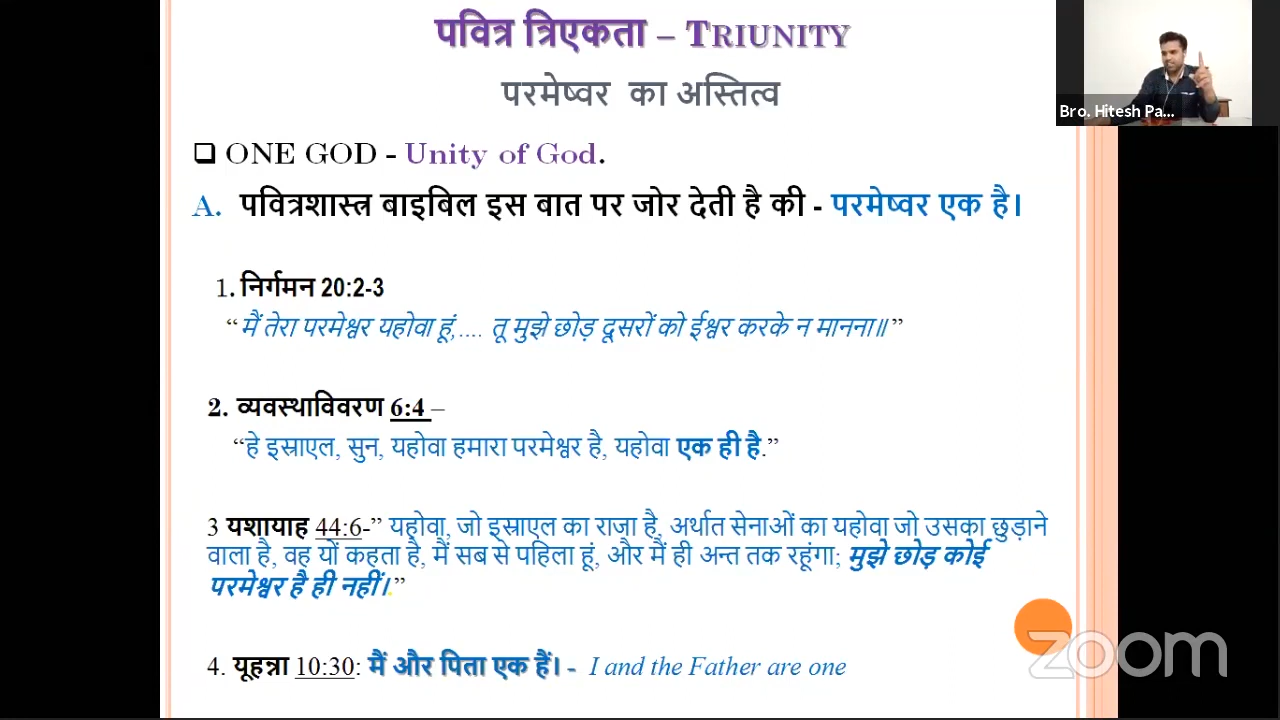 पवित्र त्रिएकता – TRIUNITY
Bro. Hitesh Pa...
परमेष्वर का अस्तित्व
❑ ONE GOD - Unity of God.
A. पवित्रशास्त्र बाइबिल इस बात पर जोर देती है की - परमेष्वर एक है।
1. निर्गमन 20:2-3
“मैं तेरा परमेश्वर यहोवा हूं,.... तू मुझे छोड़ दूसरों को ईश्वर करके न मानना॥”
2. व्यवस्थाविवरण 6:4 –
“हे इस्राएल, सुन, यहोवा हमारा परमेश्वर है, यहोवा एक ही है.”
3 यशायाह 44:6-” यहोवा, जो इस्राएल का राजा है, अर्थात सेनाओं का यहोवा जो उसका छुड़ाने
वाला है, वह यों कहता है, मैं सब से पहिला हूं, और मैं ही अन्त तक रहूंगा; मुझे छोड़ कोई
परमेश्वर है ही नहीं।.”
4. यूहन्ना 10:30: मैं और पिता एक हैं। - I and the Father are one
zoom